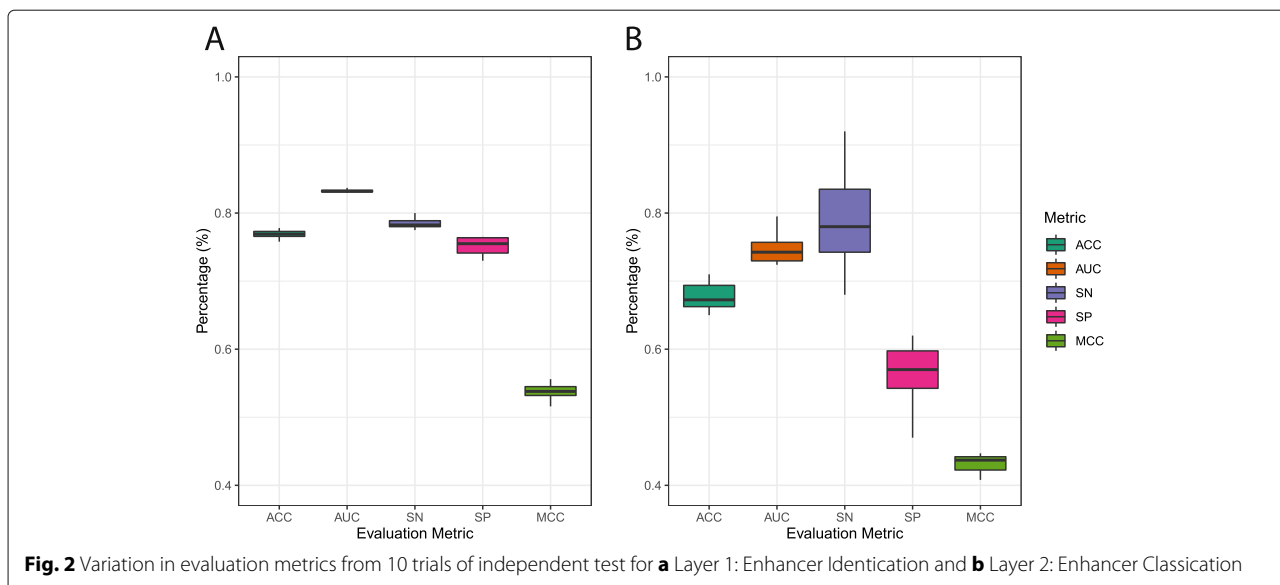 A
B
1.0
0.8
0.6
0.4
Percentage (%)
ACC AUC SN SP MCC
Evaluation Metric
1.0
0.8
0.6
0.4
Percentage (%)
ACC AUC SN SP MCC
Evaluation Metric
Metric
ACC
AUC
SN
SP
MCC
Fig. 2 Variation in evaluation metrics from 10 trials of independent test for a Layer 1: Enhancer Identication and b Layer 2: Enhancer Classication